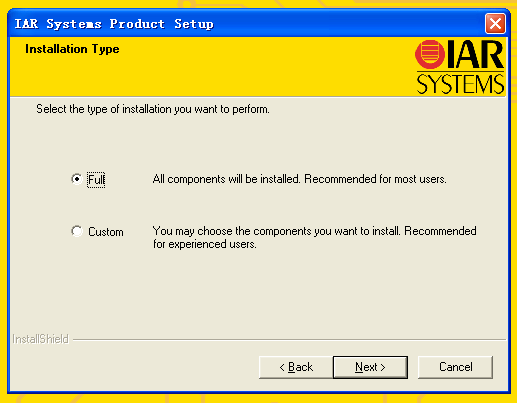 IAR Systems Product Setup
Installation Type
IAR
SYSTEMS
Select the type of installation you want to perform.
Full
All components will be installed. Recommended for most users.
Custom
You may choose the components you want to install. Recommended
for experienced users.
InstallShield
< Back
Next >
Cancel